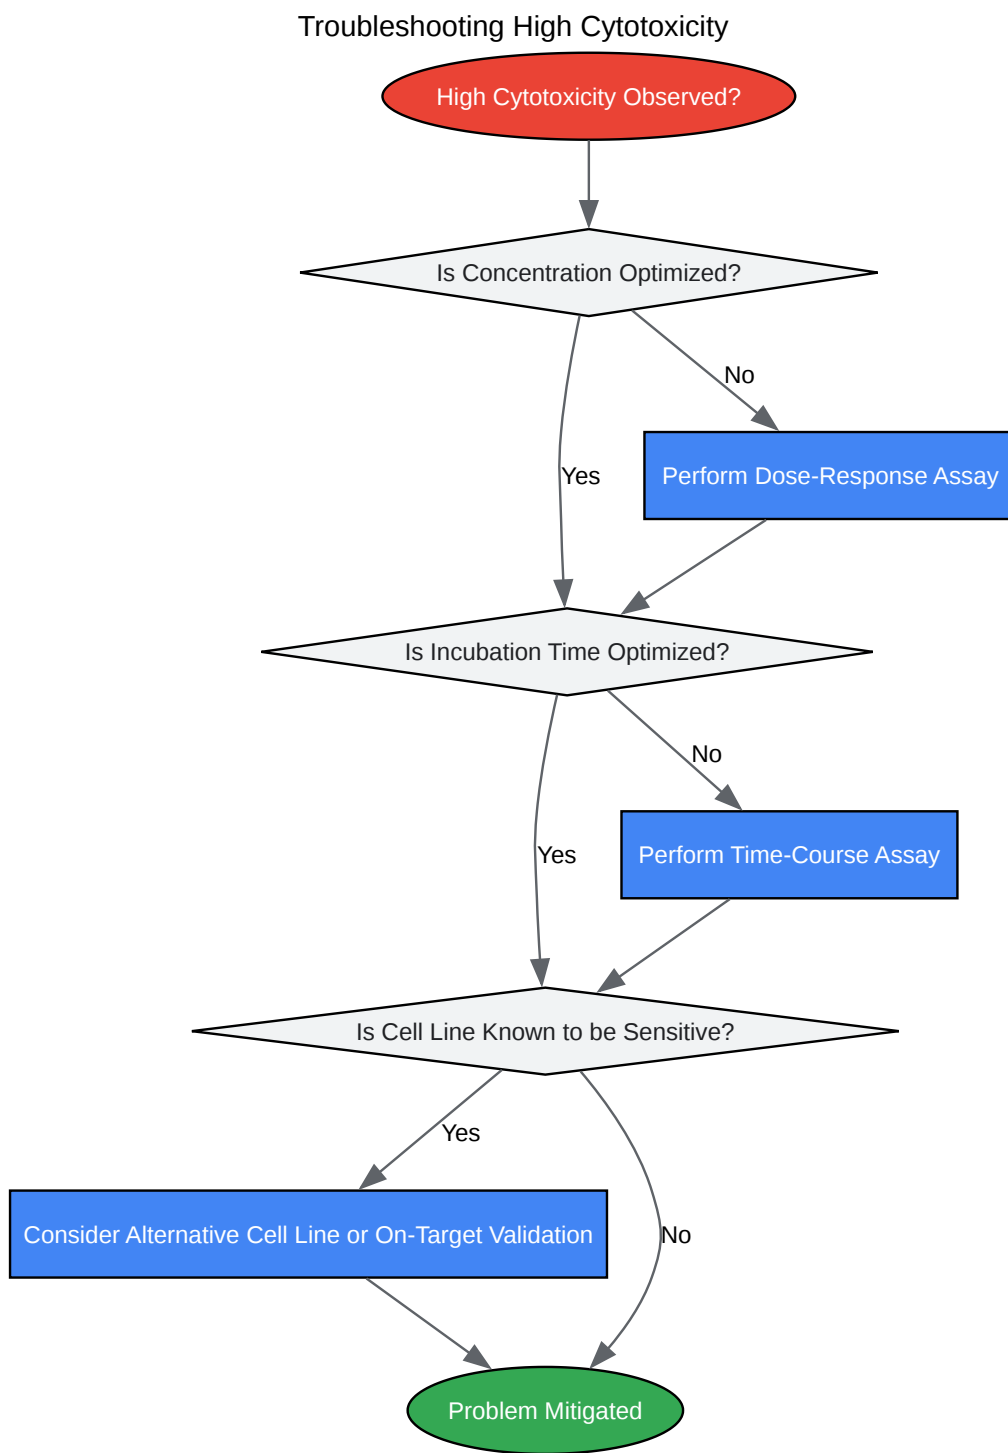 Troubleshooting High Cytotoxicity
High Cytotoxicity Observed?
Is Concentration Optimized?
No
Yes
Perform Dose-Response Assay
Is Incubation Time Optimized?
No
Yes
Perform Time-Course Assay
Is Cell Line Known to be Sensitive?
Yes
Consider Alternative Cell Line or On-Target Validation
No
Problem Mitigated